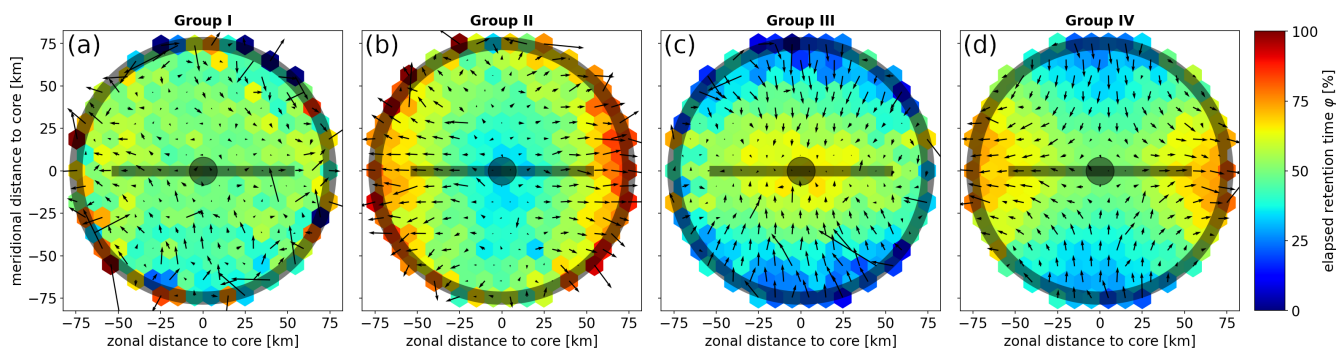 Group I
Group II
Group III
Group IV
(a)
(b)
(c)
(d)
meridional distance to core [km]
75
50
25
0
−25
−50
−75
−75 −50 −25 0 25 50 75
−75 −50 −25 0 25 50 75
−75 −50 −25 0 25 50 75
−75 −50 −25 0 25 50 75
zonal distance to core [km]
zonal distance to core [km]
zonal distance to core [km]
zonal distance to core [km]
100
75
50
25
0
elapsed retention time φ [%]